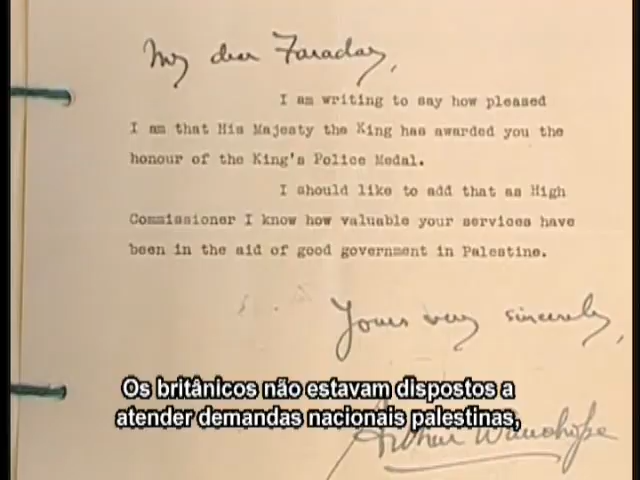 My dear Faraday,
I am writing to say how pleased
I am that His Majesty the King has awarded you the
honour of the King's Police Medal.
I should like to add that as High
Commissioner I know how valuable your services have
been in the aid of good government in Palestine.
Yours very sincerely,
Os britânicos não estavam dispostos a
atender demandas nacionais palestinas,
Arthur Wauchope